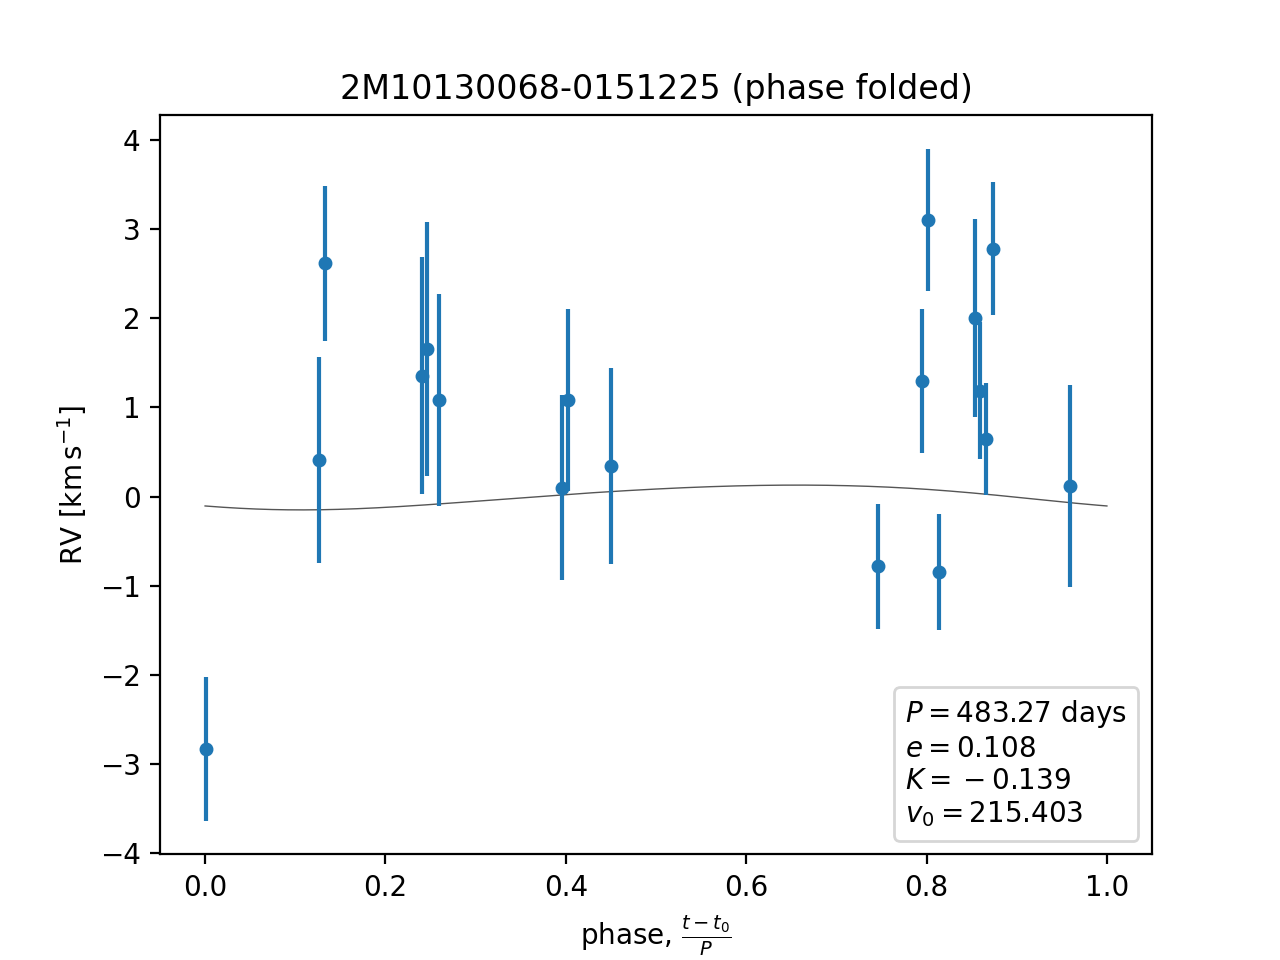 2M10130068-0151225 (phase folded)
4
3
2
1
0
−1
−2
−3
−4
RV [km s⁻¹]
P = 483.27 days
e = 0.108
K = −0.139
v₀ = 215.403
0.0 0.2 0.4 0.6 0.8 1.0
phase, (t − t₀)/P